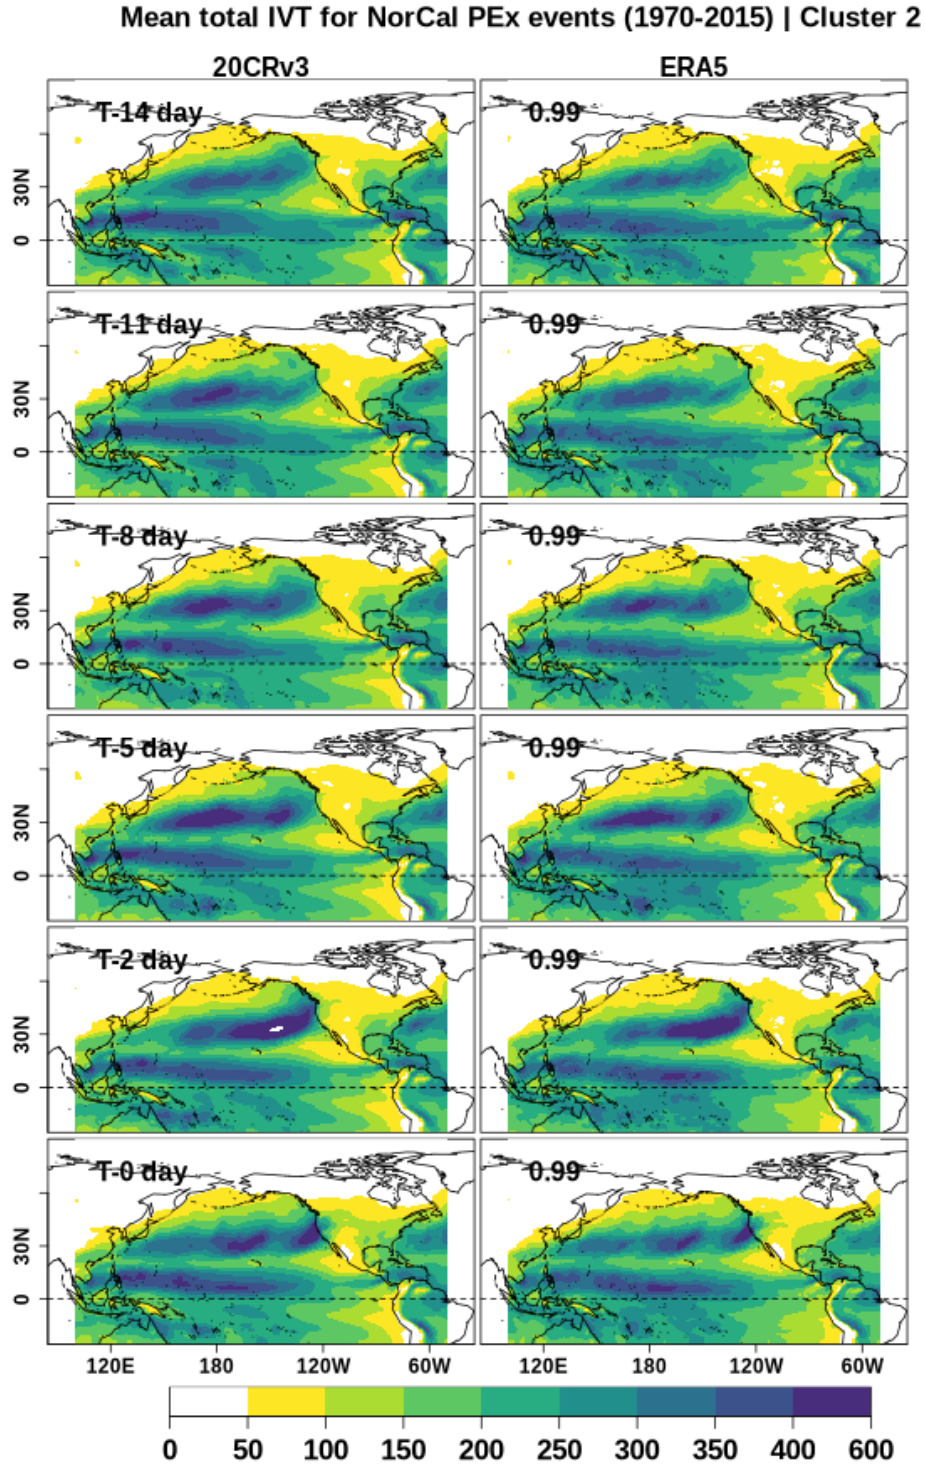 Mean total IVT for NorCal PEx events (1970-2015) | Cluster 2
20CRv3 ERA5
T-14 day 0.99
30N
0
T-11 day 0.99
30N
0
T-8 day 0.99
30N
0
T-5 day 0.99
30N
0
T-2 day 0.99
30N
0
T-0 day 0.99
30N
0
120E 180 120W 60W 120E 180 120W 60W
0 50 100 150 200 250 300 350 400 600